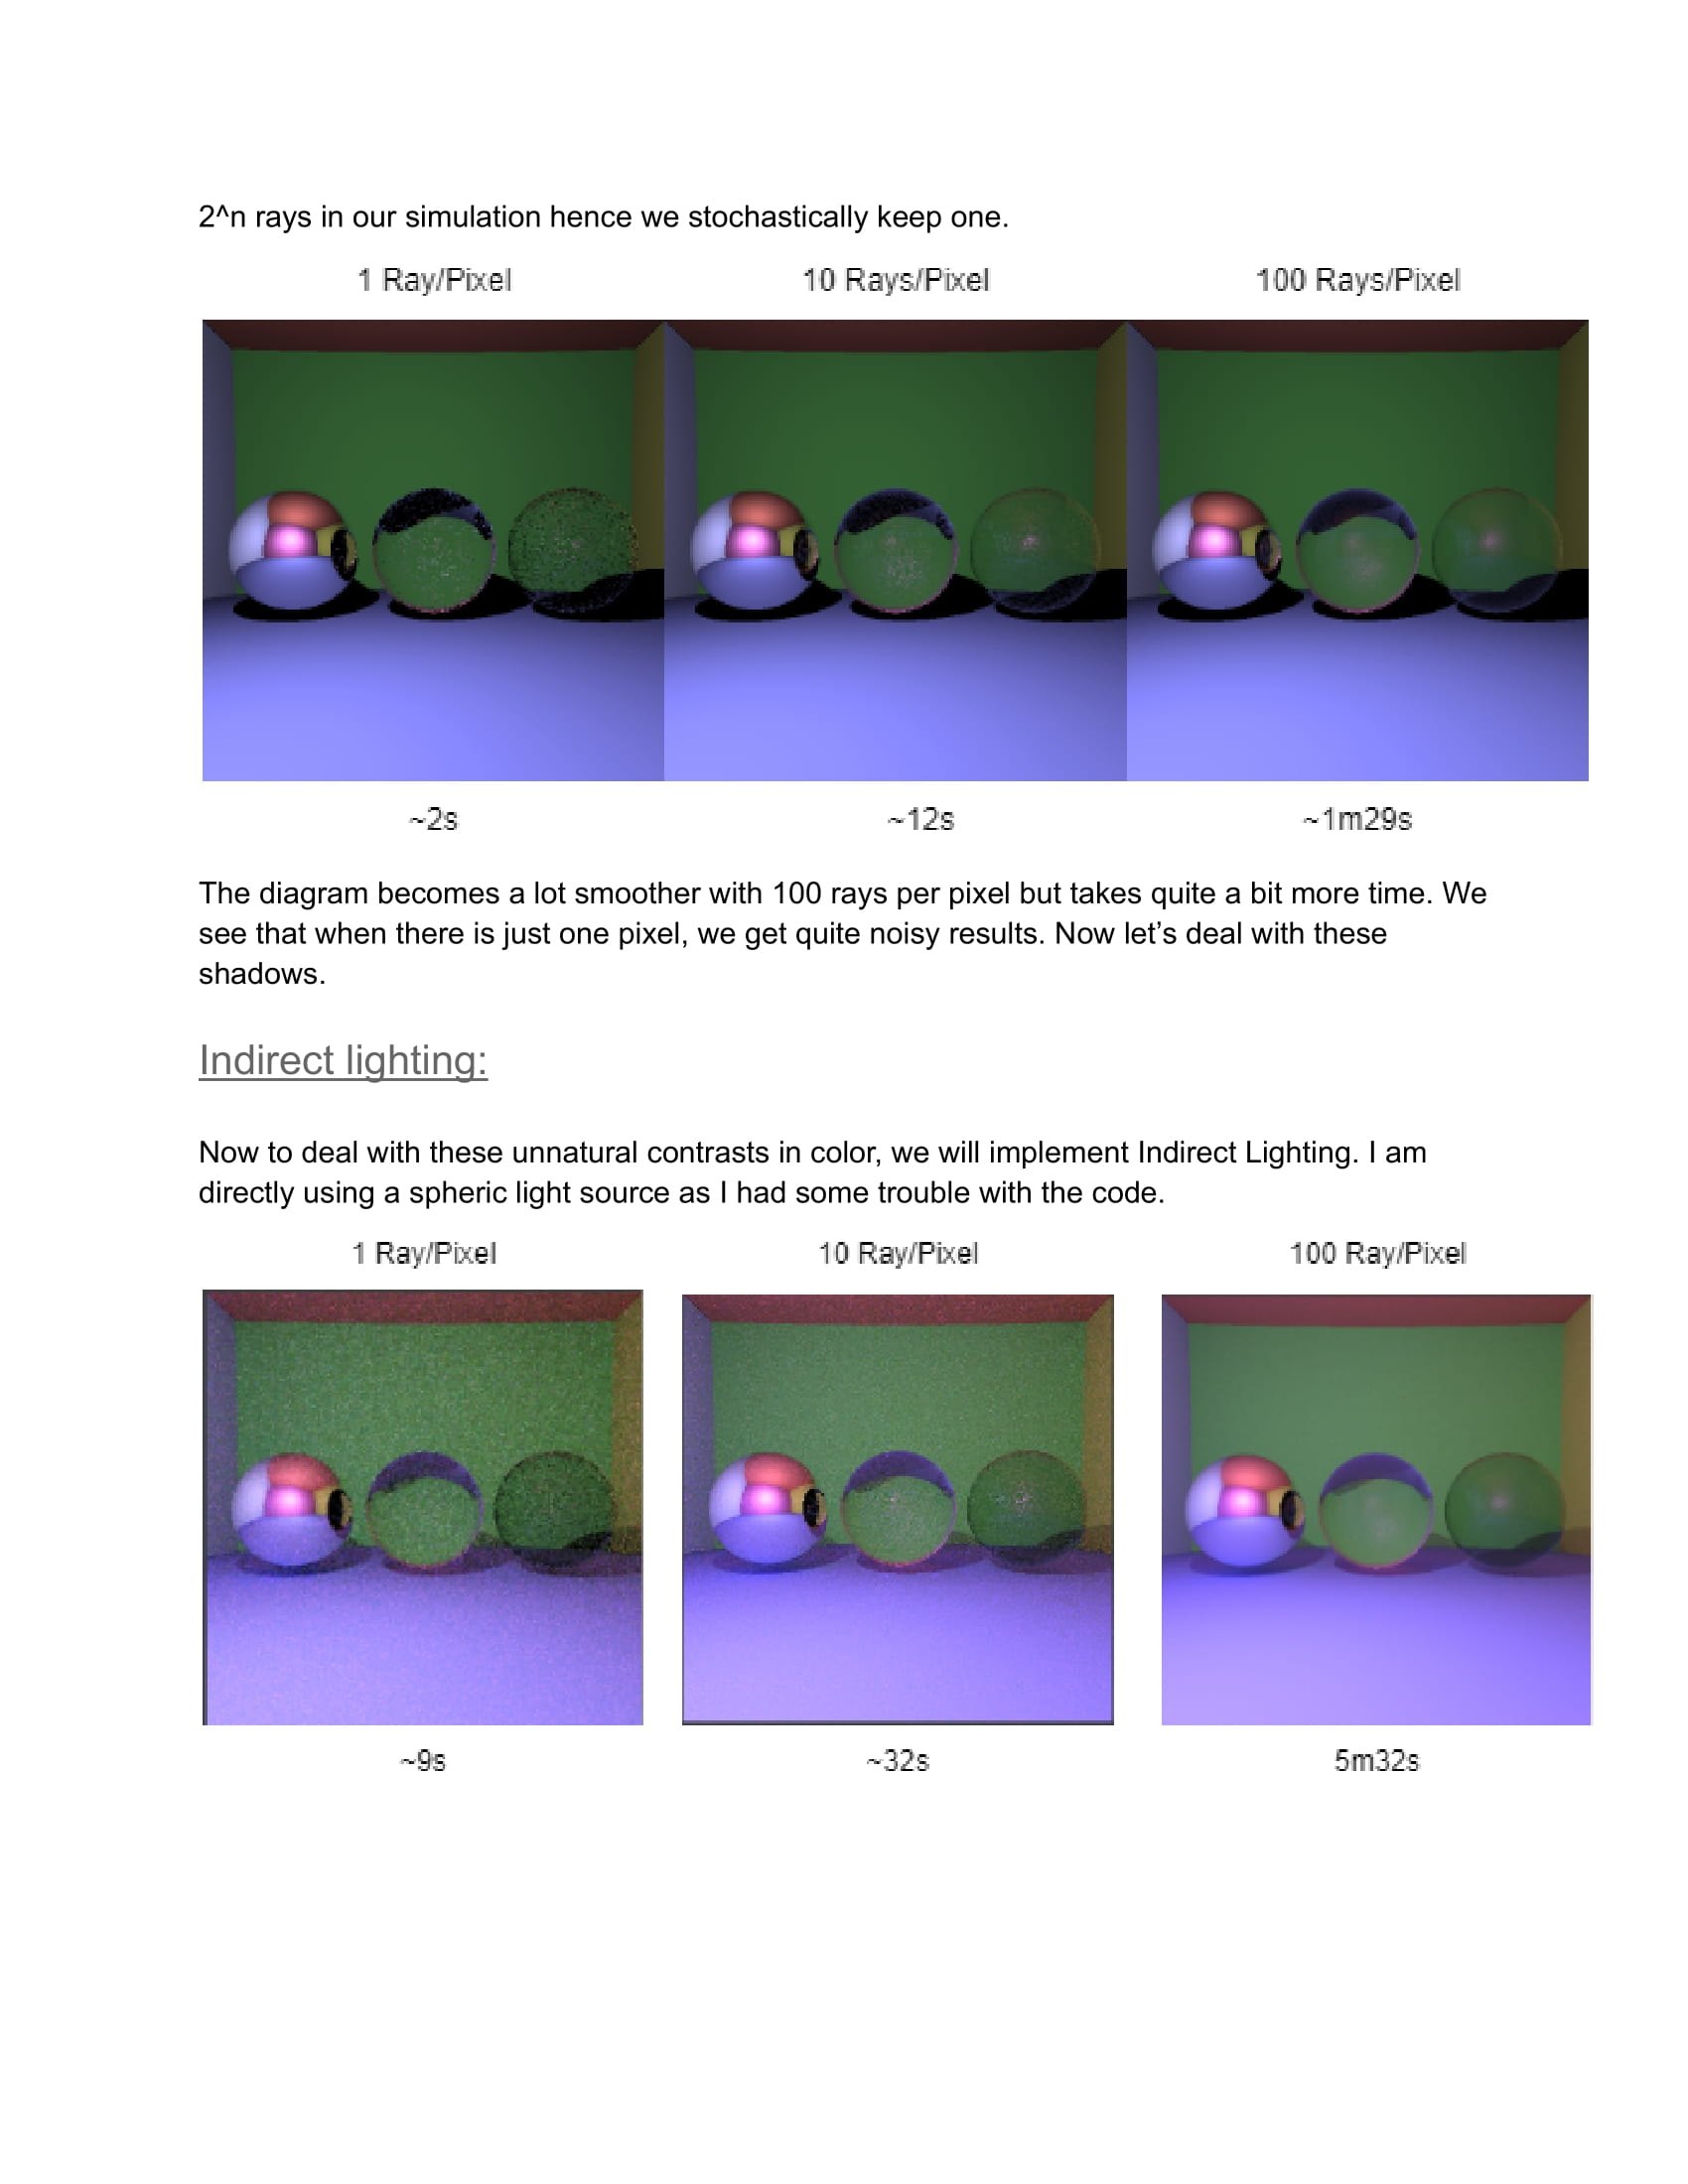 2^n rays in our simulation hence we stochastically keep one.
1 Ray/Pixel 10 Rays/Pixel 100 Rays/Pixel
~2s ~12s ~1m29s
The diagram becomes a lot smoother with 100 rays per pixel but takes quite a bit more time. We
see that when there is just one pixel, we get quite noisy results. Now let’s deal with these
shadows.
Indirect lighting:
Now to deal with these unnatural contrasts in color, we will implement Indirect Lighting. I am
directly using a spheric light source as I had some trouble with the code.
1 Ray/Pixel 10 Ray/Pixel 100 Ray/Pixel
~9s ~32s 5m32s